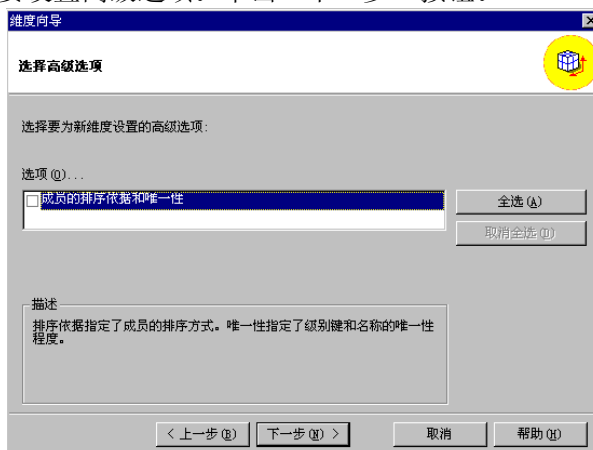 维度向导
选择高级选项
选择要为新维度设置的高级选项:
选项(O)...
成员的排序依据和唯一性
全选(A)
取消全选(D)
描述
排序依据指定了成员的排序方式。唯一性指定了级别键和名称的唯一性
程度。
< 上一步(B)
下一步(N) >
取消
帮助(H)